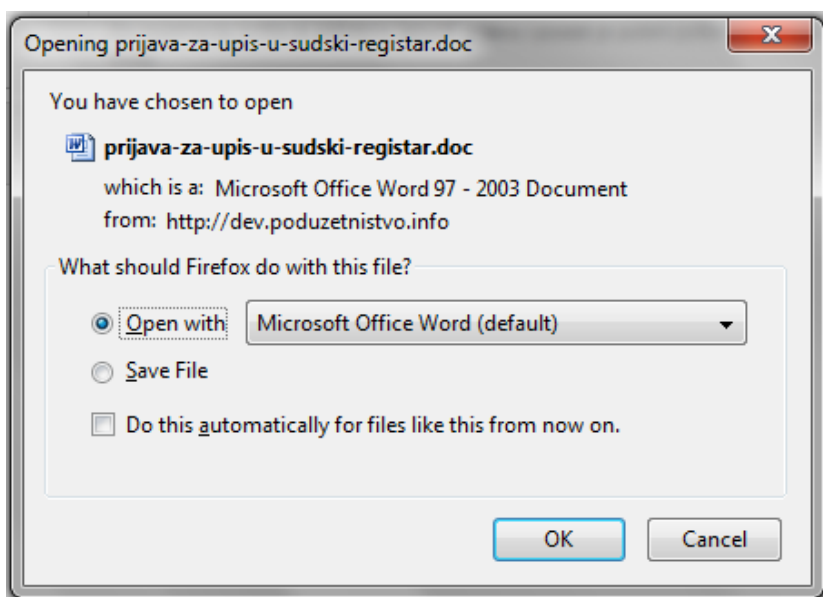 Opening prijava-za-upis-u-sudski-registar.doc
You have chosen to open
prijava-za-upis-u-sudski-registar.doc
which is a: Microsoft Office Word 97 - 2003 Document
from: http://dev.poduzetnistvo.info
What should Firefox do with this file?
Open with Microsoft Office Word (default)
Save File
Do this automatically for files like this from now on.
OK Cancel